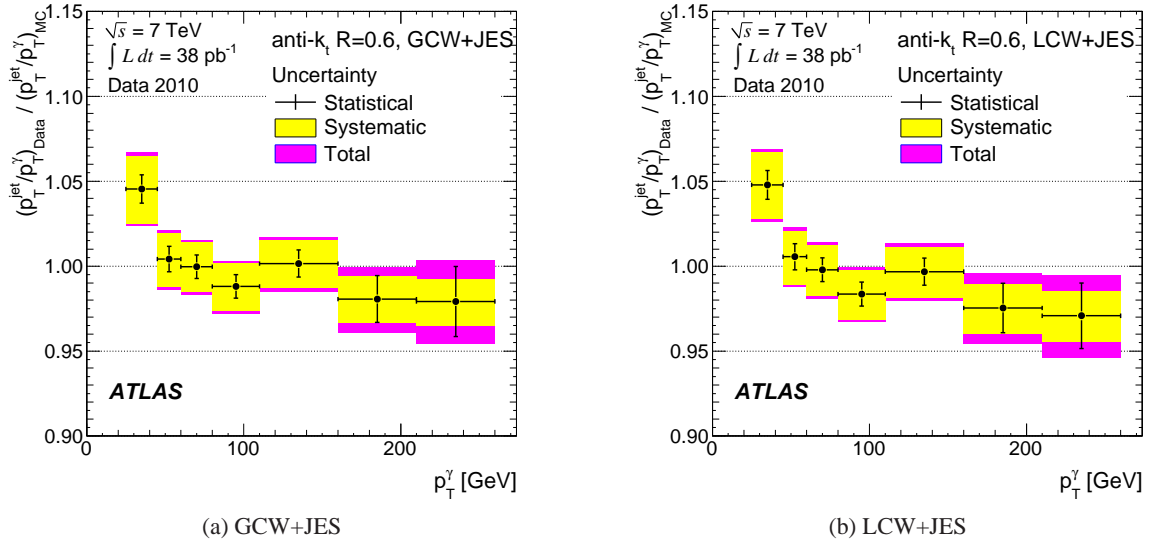 (p_T^jet/p_T^γ)_Data / (p_T^jet/p_T^γ)_MC
1.15
1.10
1.05
1.00
0.95
0.90
√s = 7 TeV
∫ L dt = 38 pb⁻¹
Data 2010
anti-k_t R=0.6, GCW+JES
Uncertainty
Statistical
Systematic
Total
ATLAS
0 100 200
p_T^γ [GeV]
(a) GCW+JES
(p_T^jet/p_T^γ)_Data / (p_T^jet/p_T^γ)_MC
1.15
1.10
1.05
1.00
0.95
0.90
√s = 7 TeV
∫ L dt = 38 pb⁻¹
Data 2010
anti-k_t R=0.6, LCW+JES
Uncertainty
Statistical
Systematic
Total
ATLAS
0 100 200
p_T^γ [GeV]
(b) LCW+JES